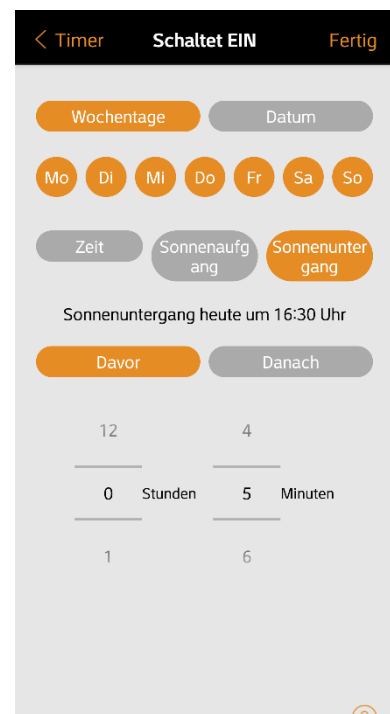 < Timer Schaltet EIN Fertig
Wochentage Datum
Mo Di Mi Do Fr Sa So
Zeit Sonnenaufg Sonnenunter
ang gang
Sonnenuntergang heute um 16:30 Uhr
Davor Danach
12 4
0 Stunden 5 Minuten
1 6